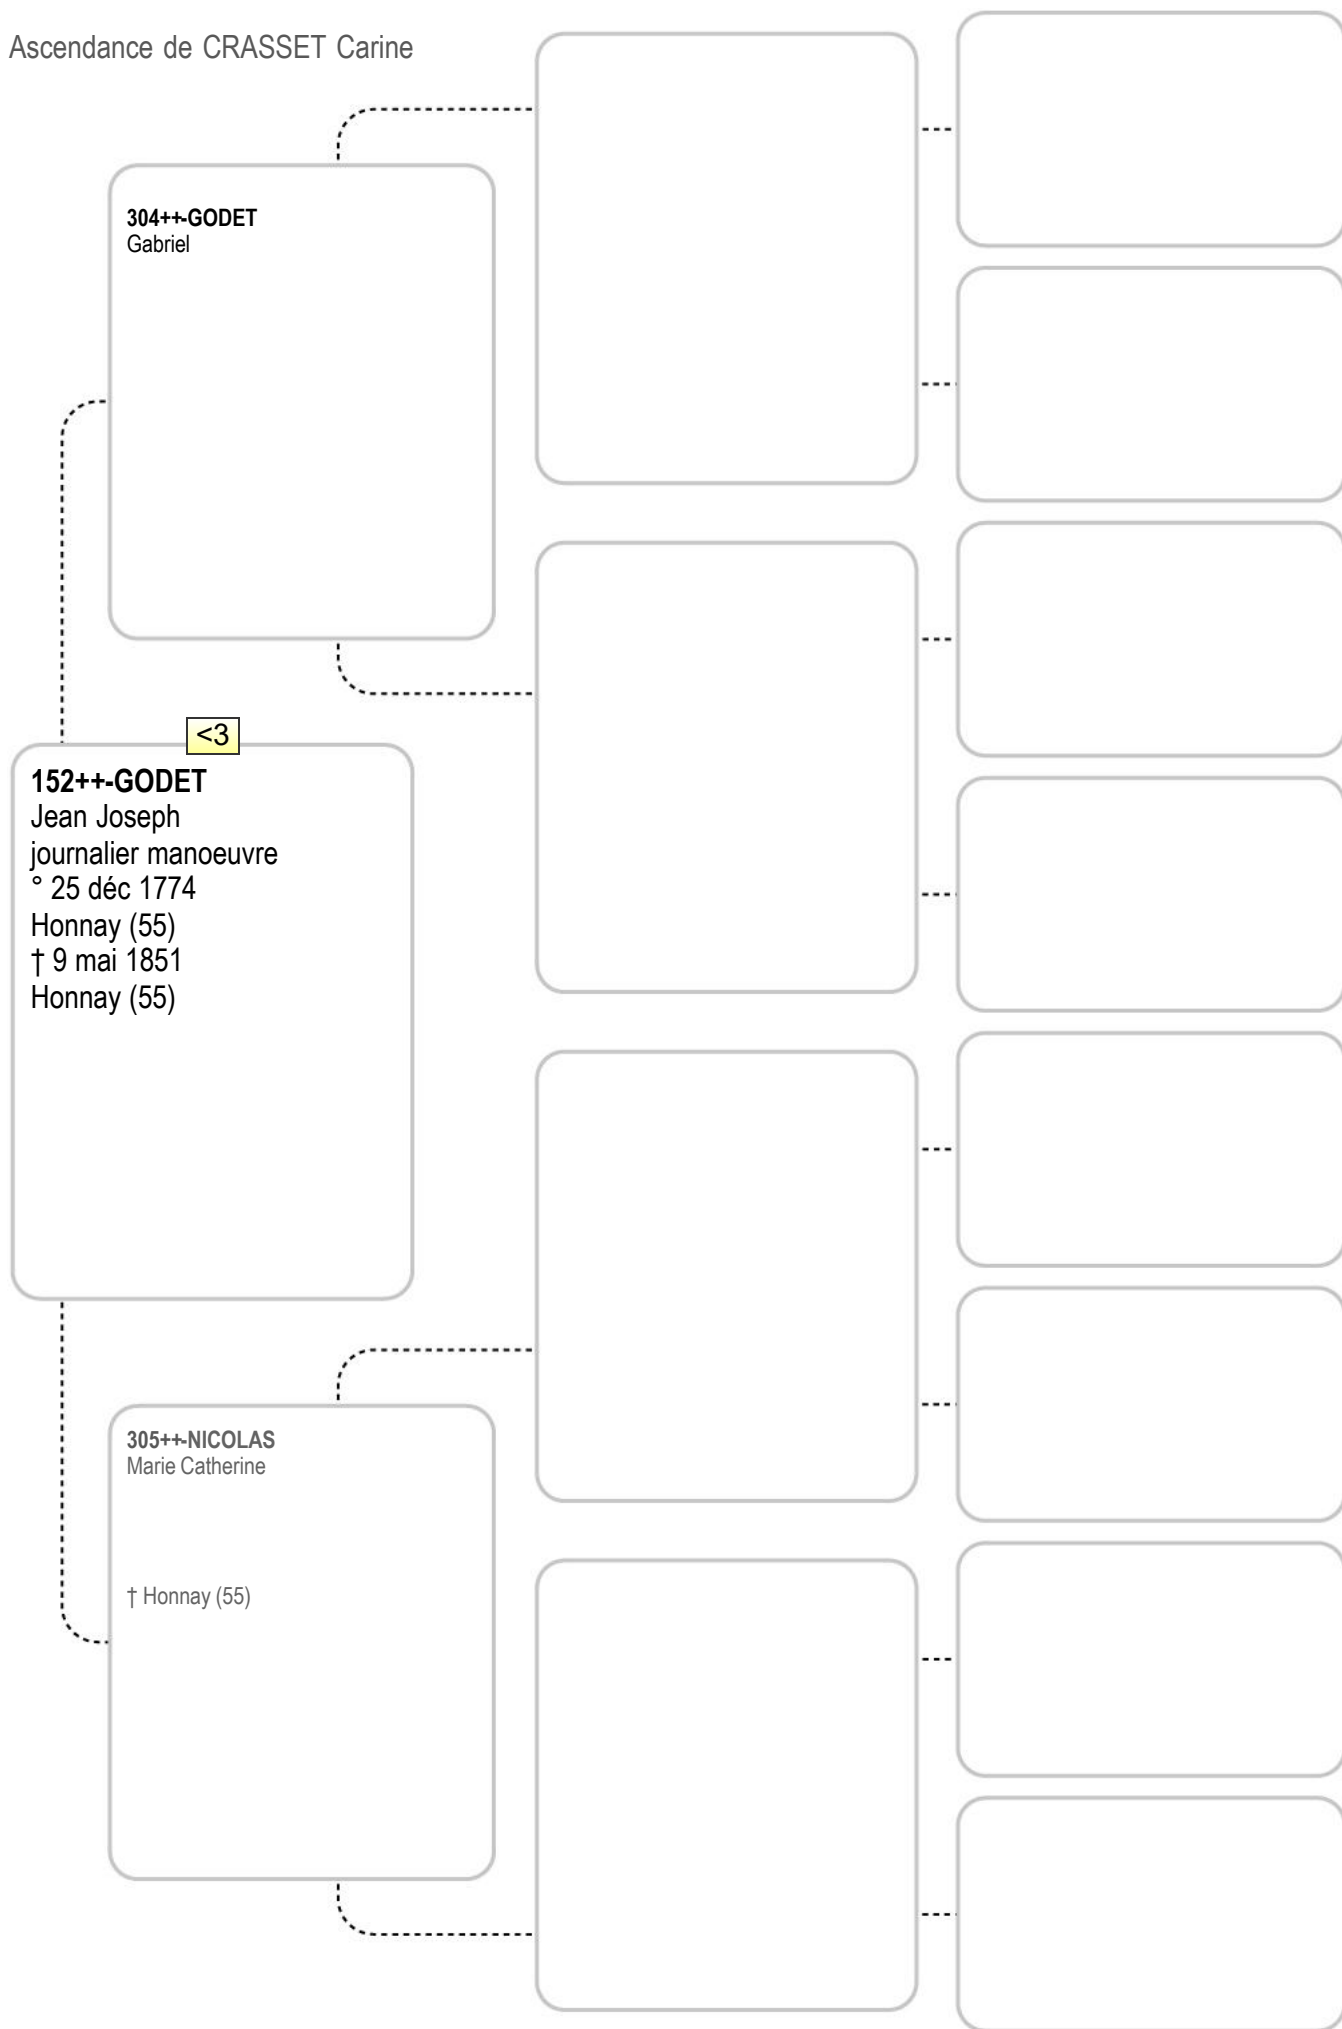 Ascendance de CRASSET Carine
304++-GODET
Gabriel
<3
152++-GODET
Jean Joseph
journalier manoeuvre
° 25 déc 1774
Honnay (55)
† 9 mai 1851
Honnay (55)
305++-NICOLAS
Marie Catherine
† Honnay (55)